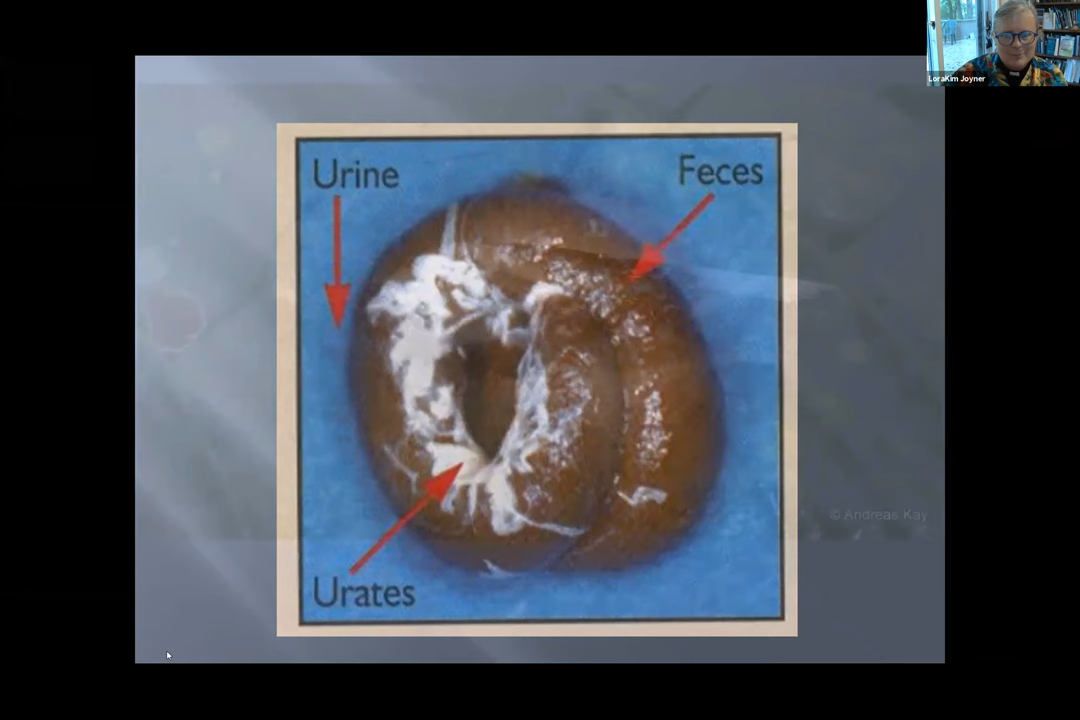 LoraKim Joyner
Urine
Feces
© Andreas Kay
Urates